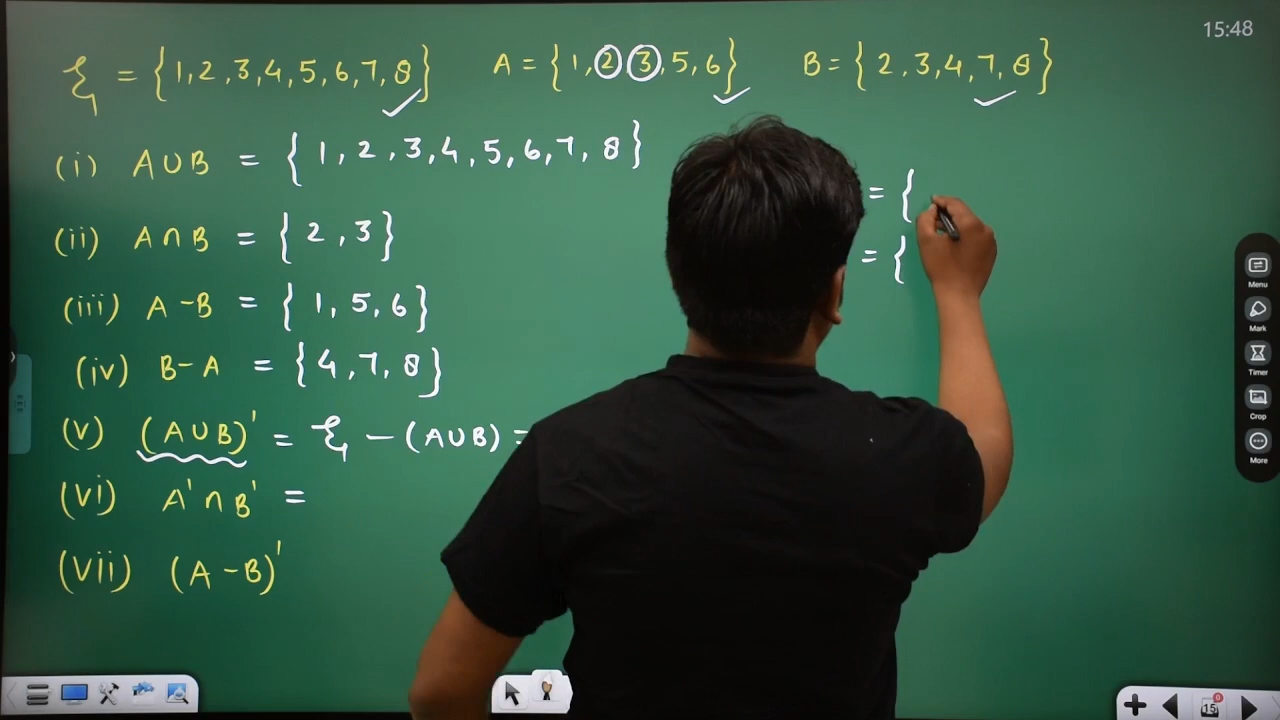 15:48
ξ = {1,2,3,4,5,6,7,8} A = {1,2,3,5,6} B = {2,3,4,7,8}
(i) A∪B = {1,2,3,4,5,6,7,8}
= {
(ii) A∩B = {2,3}
= {
(iii) A-B = {1,5,6}
(iv) B-A = {4,7,8}
(v) (A∪B)' = ξ - (A∪B) =
(vi) A'∩B' =
(vii) (A-B)'
Menu
Mark
Timer
Crop
More
15